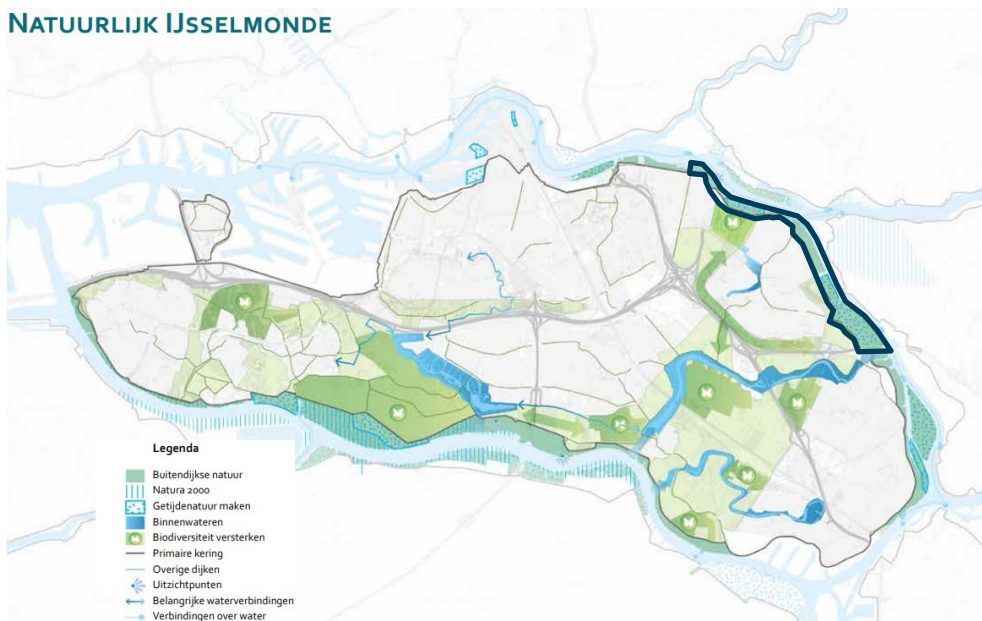 NATUURLIJK IJSSELMONDE
Legenda
Buitendijkse natuur
Natura 2000
Getijdenatuur maken
Binnenwateren
Biodiversiteit versterken
Primaire kering
Overige dijken
Uitzichtpunten
Belangrijke waterverbindingen
Verbindingen over water